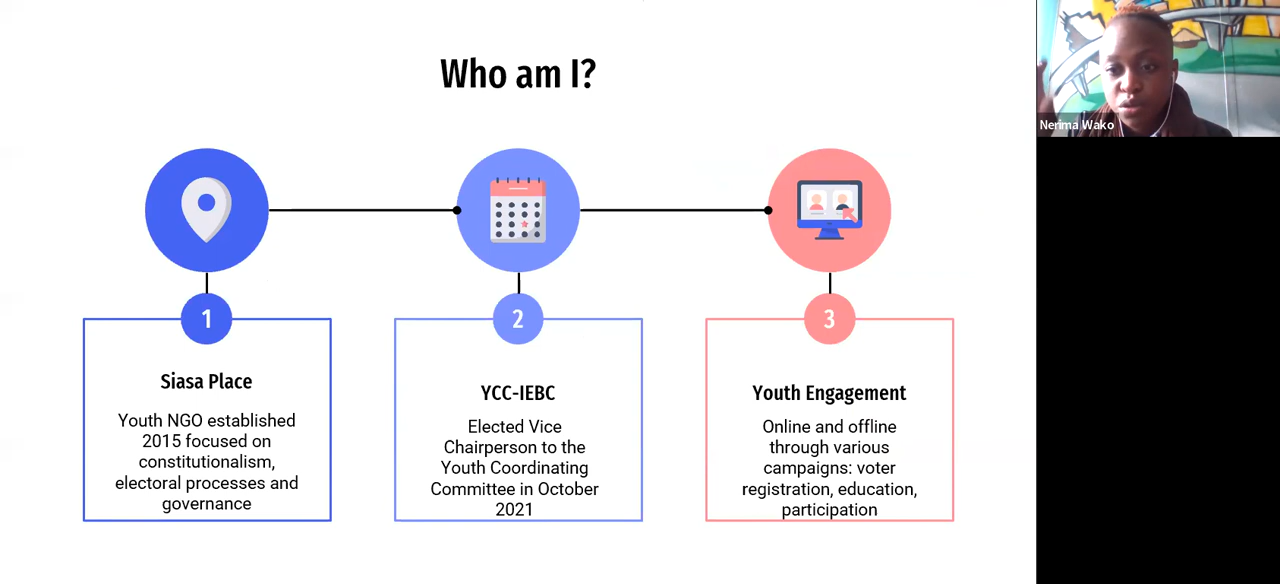 Who am I?
Nerima Wako
1
2
3
Siasa Place
Youth NGO established
2015 focused on
constitutionalism,
electoral processes and
governance
YCC-IEBC
Elected Vice
Chairperson to the
Youth Coordinating
Committee in October
2021
Youth Engagement
Online and offline
through various
campaigns: voter
registration, education,
participation